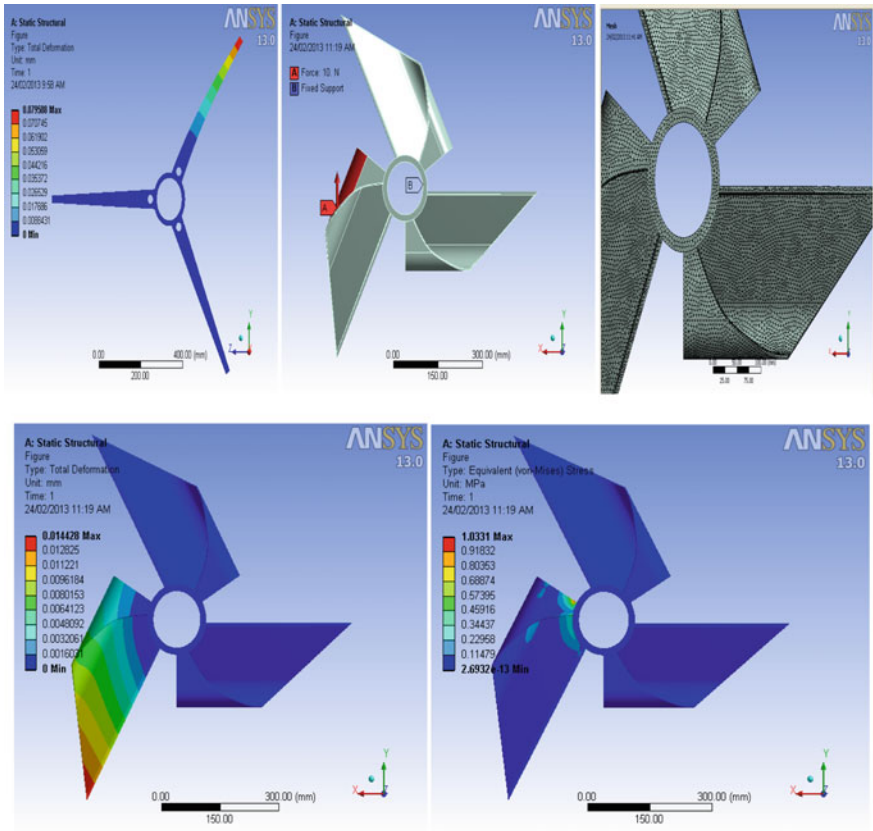 A: Static Structural
Figure
Type: Total Deformation
Unit: mm
Time: 1
24/02/2013 9:58 AM
ANSYS
13.0
0.079588 Max
0.070745
0.061902
0.053059
0.044216
0.035372
0.026529
0.017686
0.0088431
0 Min
Y
Z
0.00
400.00 (mm)
200.00
A: Static Structural
Figure
24/02/2013 11:19 AM
A Force: 10. N
B Fixed Support
ANSYS
13.0
A
B
Y
X
0.00
300.00 (mm)
150.00
Mesh
ANSYS
13.0
Y
X
25.00
75.00
A: Static Structural
Figure
Type: Total Deformation
Unit: mm
Time: 1
24/02/2013 11:19 AM
ANSYS
13.0
0.014428 Max
0.012825
0.011221
0.0096184
0.0080153
0.0064123
0.0048092
0.0032061
0.0016031
0 Min
Y
X
Z
0.00
300.00 (mm)
150.00
A: Static Structural
Figure
Type: Equivalent (von-Mises) Stress
Unit: MPa
Time: 1
24/02/2013 11:19 AM
ANSYS
13.0
1.0331 Max
0.91832
0.80353
0.68874
0.57395
0.45916
0.34437
0.22958
0.11479
2.6932e-13 Min
Y
X
Z
0.00
300.00 (mm)
150.00